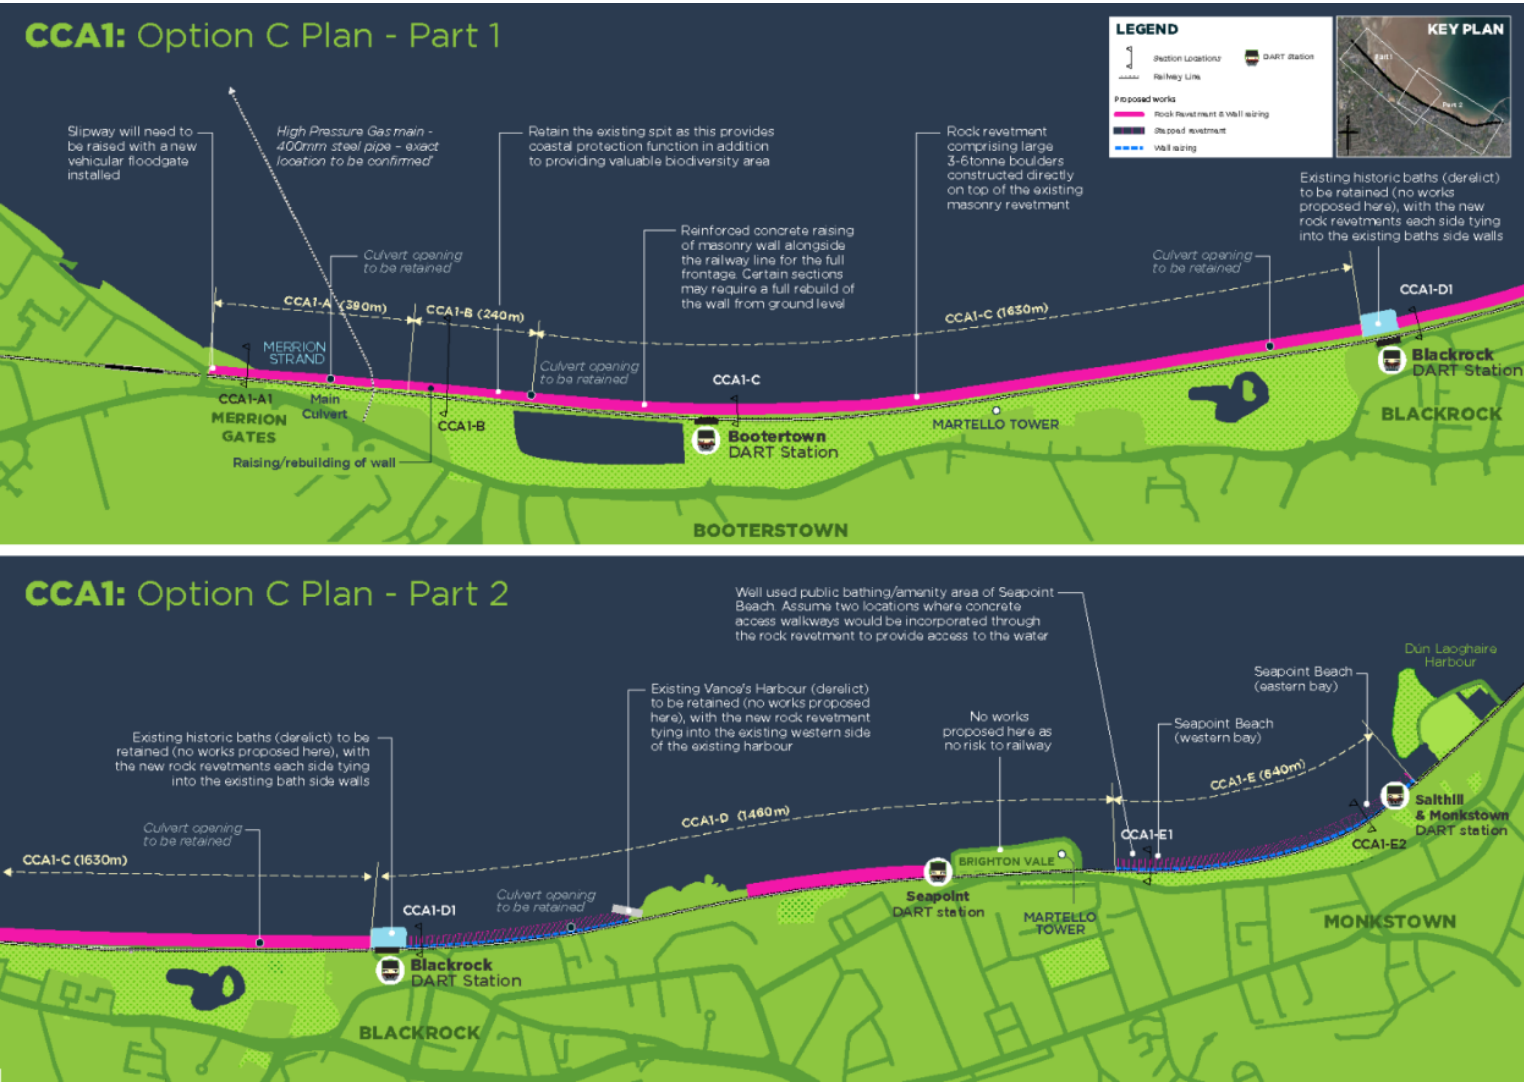 CCA1: Option C Plan - Part 1
LEGEND
Section Locations
DART Station
Railway Line
Proposed works
Rock Revetment & Wall raizing
Stepped revetment
Wall raizing
KEY PLAN
Part 1
Part 2
Slipway will need to
be raised with a new
vehicular floodgate
installed
High Pressure Gas main -
400mm steel pipe - exact
location to be confirmed'
Retain the existing spit as this provides
coastal protection function in addition
to providing valuable biodiversity area
Rock revetment
comprising large
3-6tonne boulders
constructed directly
on top of the existing
masonry revetment
Existing historic baths (derelict)
to be retained (no works
proposed here), with the new
rock revetments each side tying
into the existing baths side walls
Reinforced concrete raising
of masonry wall alongside
the railway line for the full
frontage. Certain sections
may require a full rebuild of
the wall from ground level
Culvert opening
to be retained
Culvert opening
to be retained
CCA1-A (390m)
CCA1-B (240m)
CCA1-C (1630m)
CCA1-D1
MERRION
STRAND
Culvert opening
to be retained
CCA1-C
Blackrock
DART Station
CCA1-A1
Main
Culvert
MERRION
GATES
CCA1-B
MARTELLO TOWER
BLACKROCK
Bootertown
DART Station
Raising/rebuilding of wall
BOOTERSTOWN
CCA1: Option C Plan - Part 2
Well used public bathing/amenity area of Seapoint
Beach. Assume two locations where concrete
access walkways would be incorporated through
the rock revetment to provide access to the water
Dún Laoghaire
Harbour
Seapoint Beach
(eastern bay)
Existing Vance's Harbour (derelict)
to be retained (no works proposed
here), with the new rock revetment
tying into the existing western side
of the existing harbour
No works
proposed here as
no risk to railway
Seapoint Beach
(western bay)
Existing historic baths (derelict) to be
retained (no works proposed here), with
the new rock revetments each side tying
into the existing bath side walls
CCA1-E (640m)
CCA1-D (1460m)
Culvert opening
to be retained
CCA1-C (1630m)
Salthill
& Monkstown
DART station
CCA1-E1
CCA1-E2
BRIGHTON VALE
Culvert opening
to be retained
CCA1-D1
Seapoint
DART station
MARTELLO
TOWER
MONKSTOWN
Blackrock
DART Station
BLACKROCK